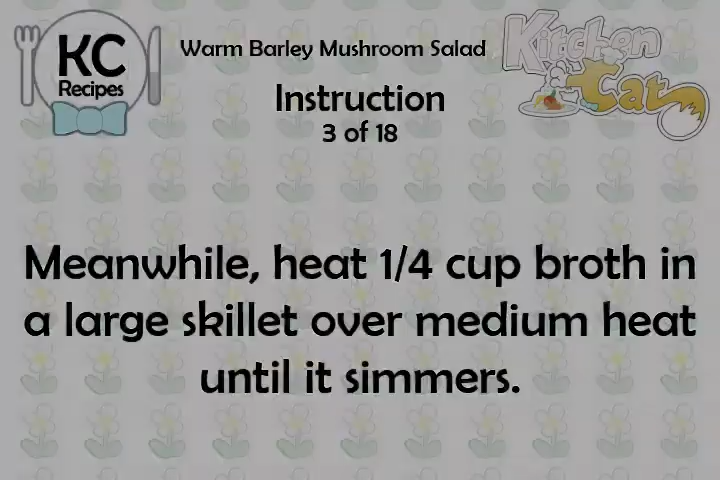 KC
Recipes
Warm Barley Mushroom Salad
Kitchen
Cat
Instruction
3 of 18
Meanwhile, heat 1/4 cup broth in
a large skillet over medium heat
until it simmers.